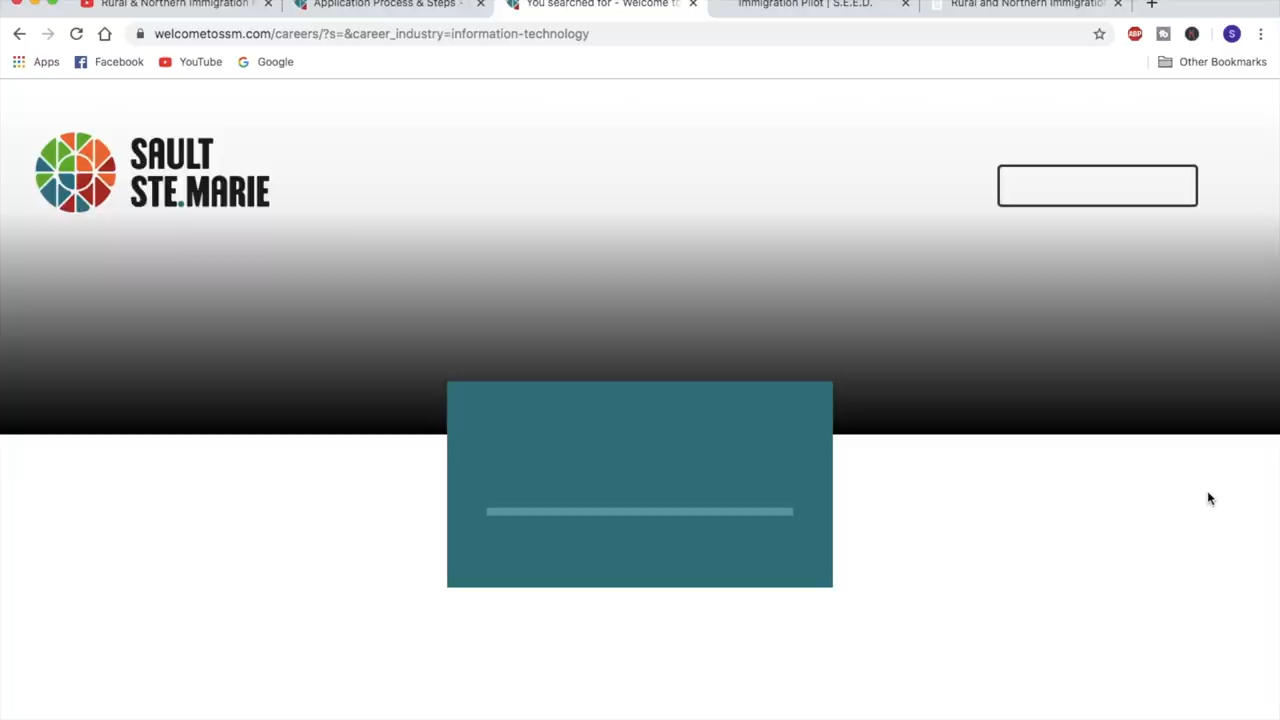 Rural & Northern Immigration
Application Process & Steps -
You searched for - Welcome to
Immigration Pilot | S.E.E.D.
Rural and Northern Immigration
welcometossm.com/careers/?s=&career_industry=information-technology
ABP
S
Apps
Facebook
YouTube
Google
Other Bookmarks
SAULT
STE.MARIE